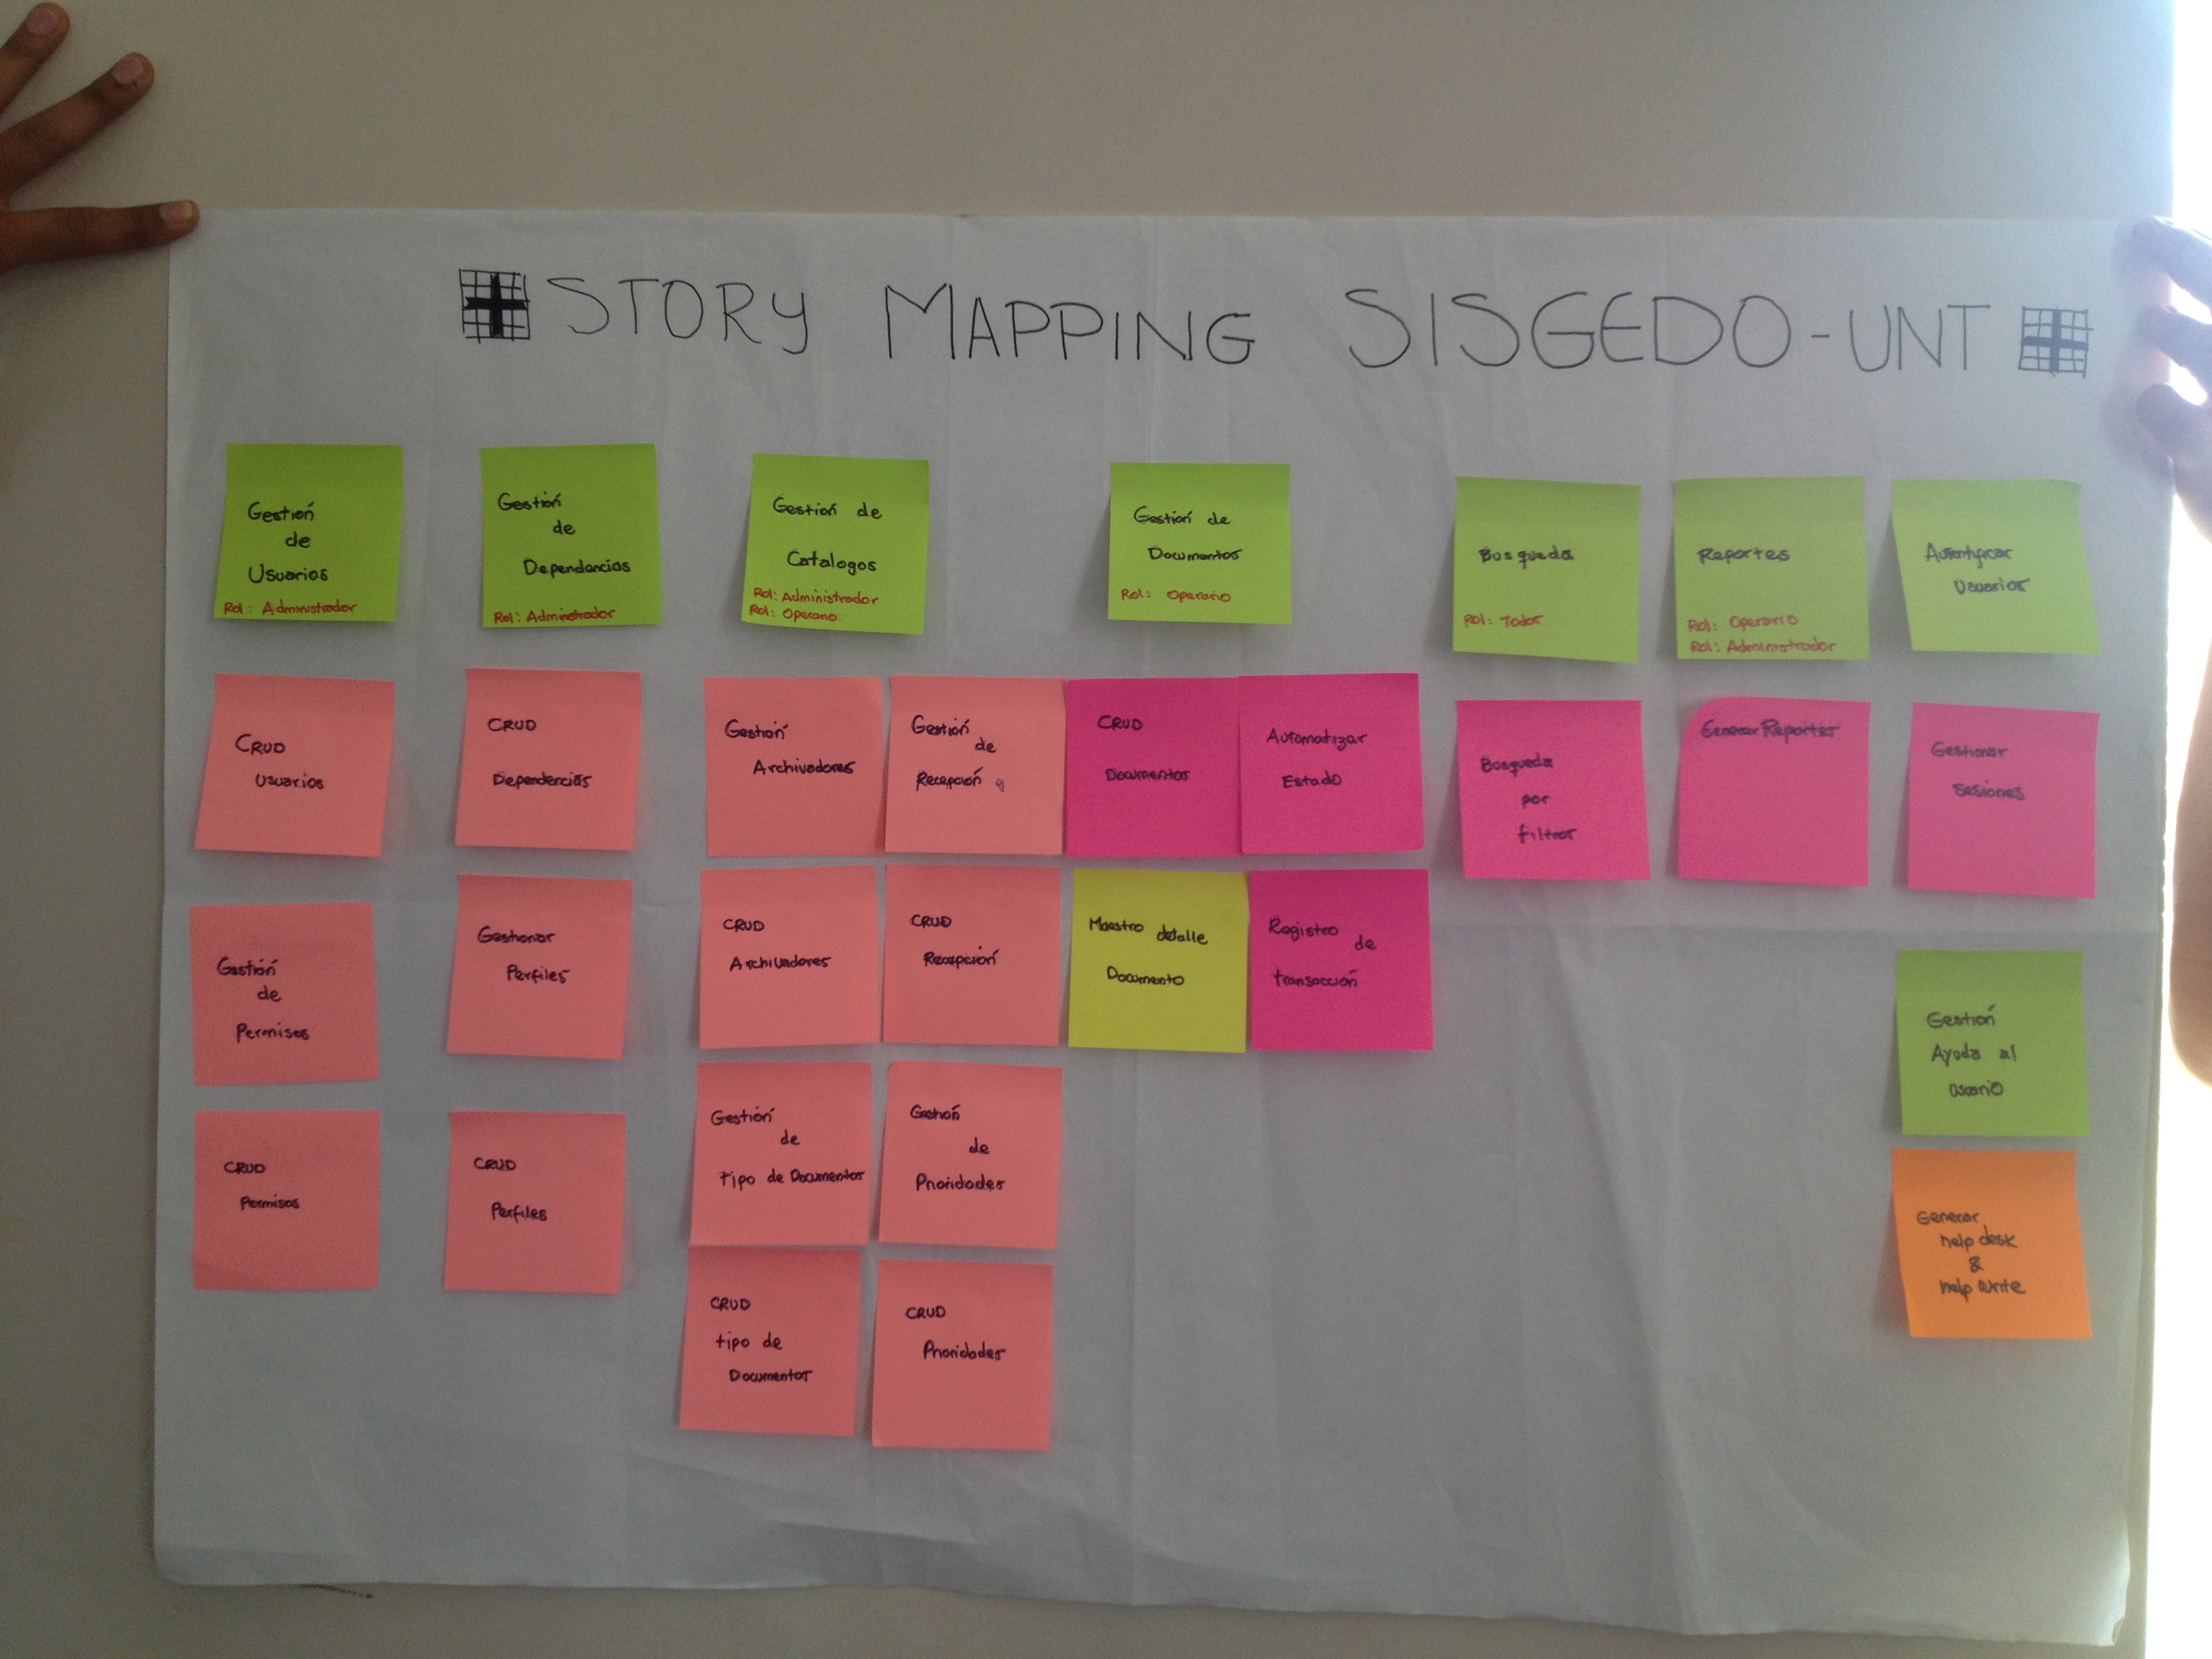 STORY MAPPING SISGEDO-UNT
Gestión
de
Usuarios
Rol: Administrador
Gestión
de
Dependencias
Rol: Administrador
Gestión de
Catalogos
Rol: Administrador
Rol: Operario
Gestión de
Documentos
Rol: Operario
Busqueda
Rol: Todos
Reportes
Rol: Operario
Rol: Administrador
Autentificar
Usuarios
CRUD
Usuarios
CRUD
Dependencias
Gestión
Archivadores
Gestión
de
Recepción
CRUD
Documentos
Automatizar
Estado
Busqueda
por
filtros
Generar Reportes
Gestionar
Sesiones
Gestión
de
Permisos
Gestionar
Perfiles
CRUD
Archivadores
CRUD
Recepción
Maestro detalle
Documento
Registro
de
transacción
Gestión
Ayuda al
usuario
CRUD
Permisos
CRUD
Perfiles
Gestión
de
Tipo de Documentos
Gestión
de
Prioridades
Generar
help desk
&
help write
CRUD
tipo de
Documentos
CRUD
Prioridades